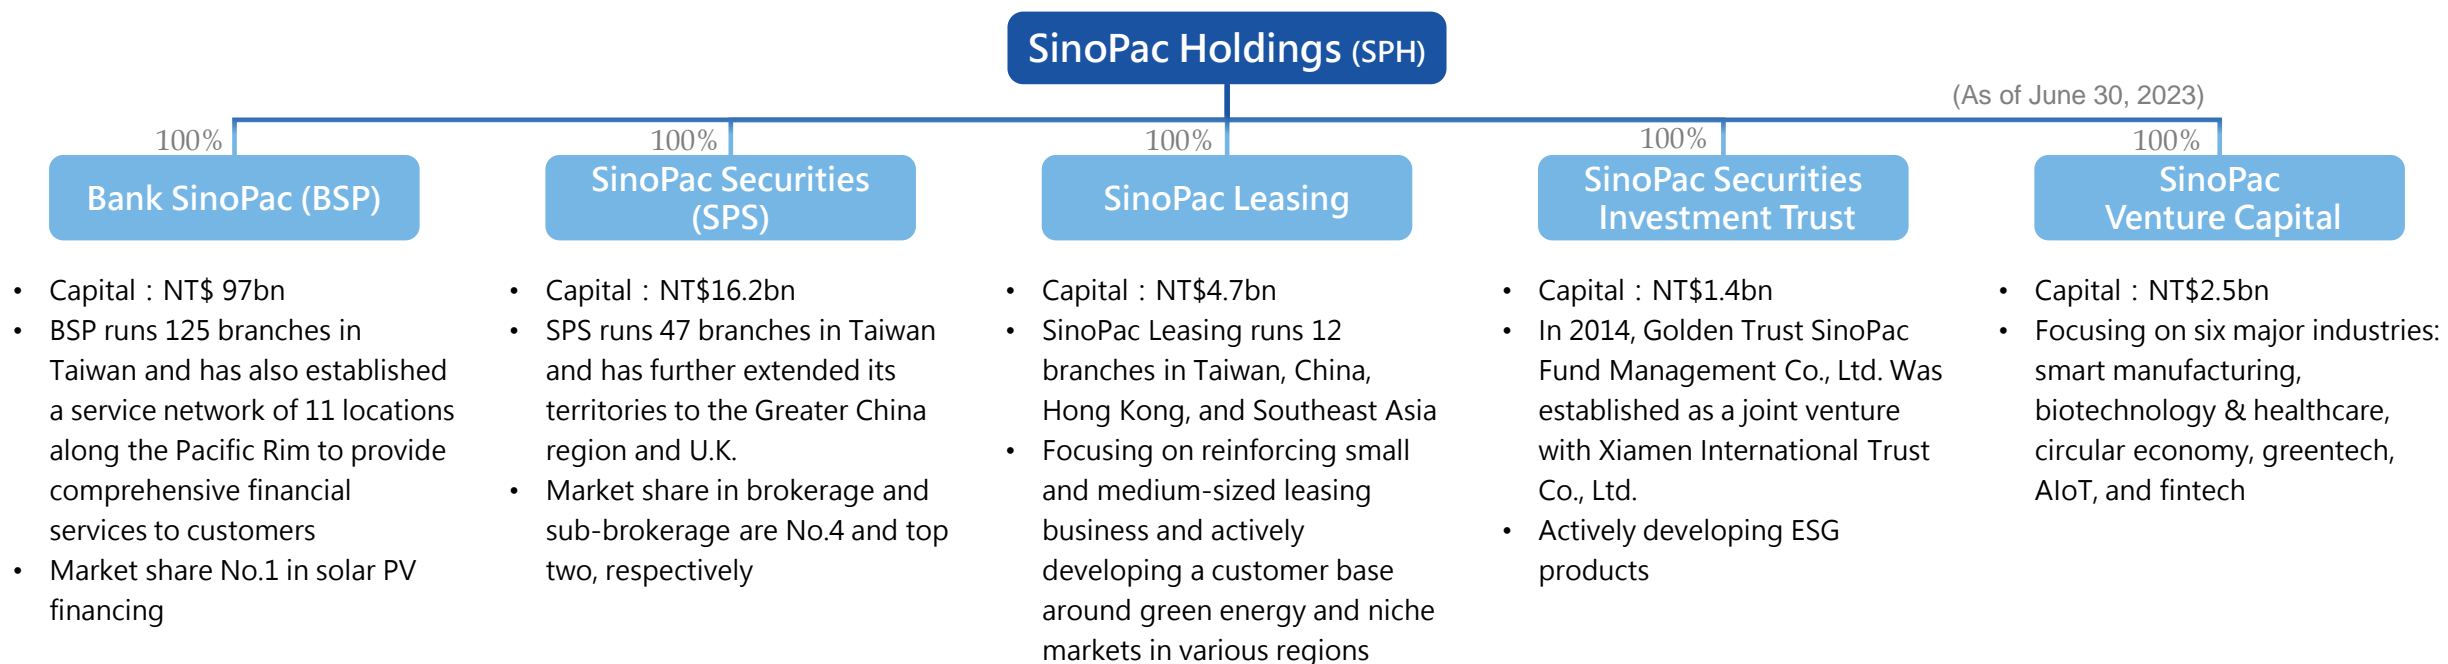 SinoPac Holdings (SPH)
(As of June 30, 2023)
100%
Bank SinoPac (BSP)
• Capital：NT$ 97bn
• BSP runs 125 branches in
Taiwan and has also established
a service network of 11 locations
along the Pacific Rim to provide
comprehensive financial
services to customers
• Market share No.1 in solar PV
financing
100%
SinoPac Securities
(SPS)
• Capital：NT$16.2bn
• SPS runs 47 branches in Taiwan
and has further extended its
territories to the Greater China
region and U.K.
• Market share in brokerage and
sub-brokerage are No.4 and top
two, respectively
100%
SinoPac Leasing
• Capital：NT$4.7bn
• SinoPac Leasing runs 12
branches in Taiwan, China,
Hong Kong, and Southeast Asia
• Focusing on reinforcing small
and medium-sized leasing
business and actively
developing a customer base
around green energy and niche
markets in various regions
100%
SinoPac Securities
Investment Trust
• Capital：NT$1.4bn
• In 2014, Golden Trust SinoPac
Fund Management Co., Ltd. Was
established as a joint venture
with Xiamen International Trust
Co., Ltd.
• Actively developing ESG
products
100%
SinoPac
Venture Capital
• Capital：NT$2.5bn
• Focusing on six major industries:
smart manufacturing,
biotechnology & healthcare,
circular economy, greentech,
AIoT, and fintech